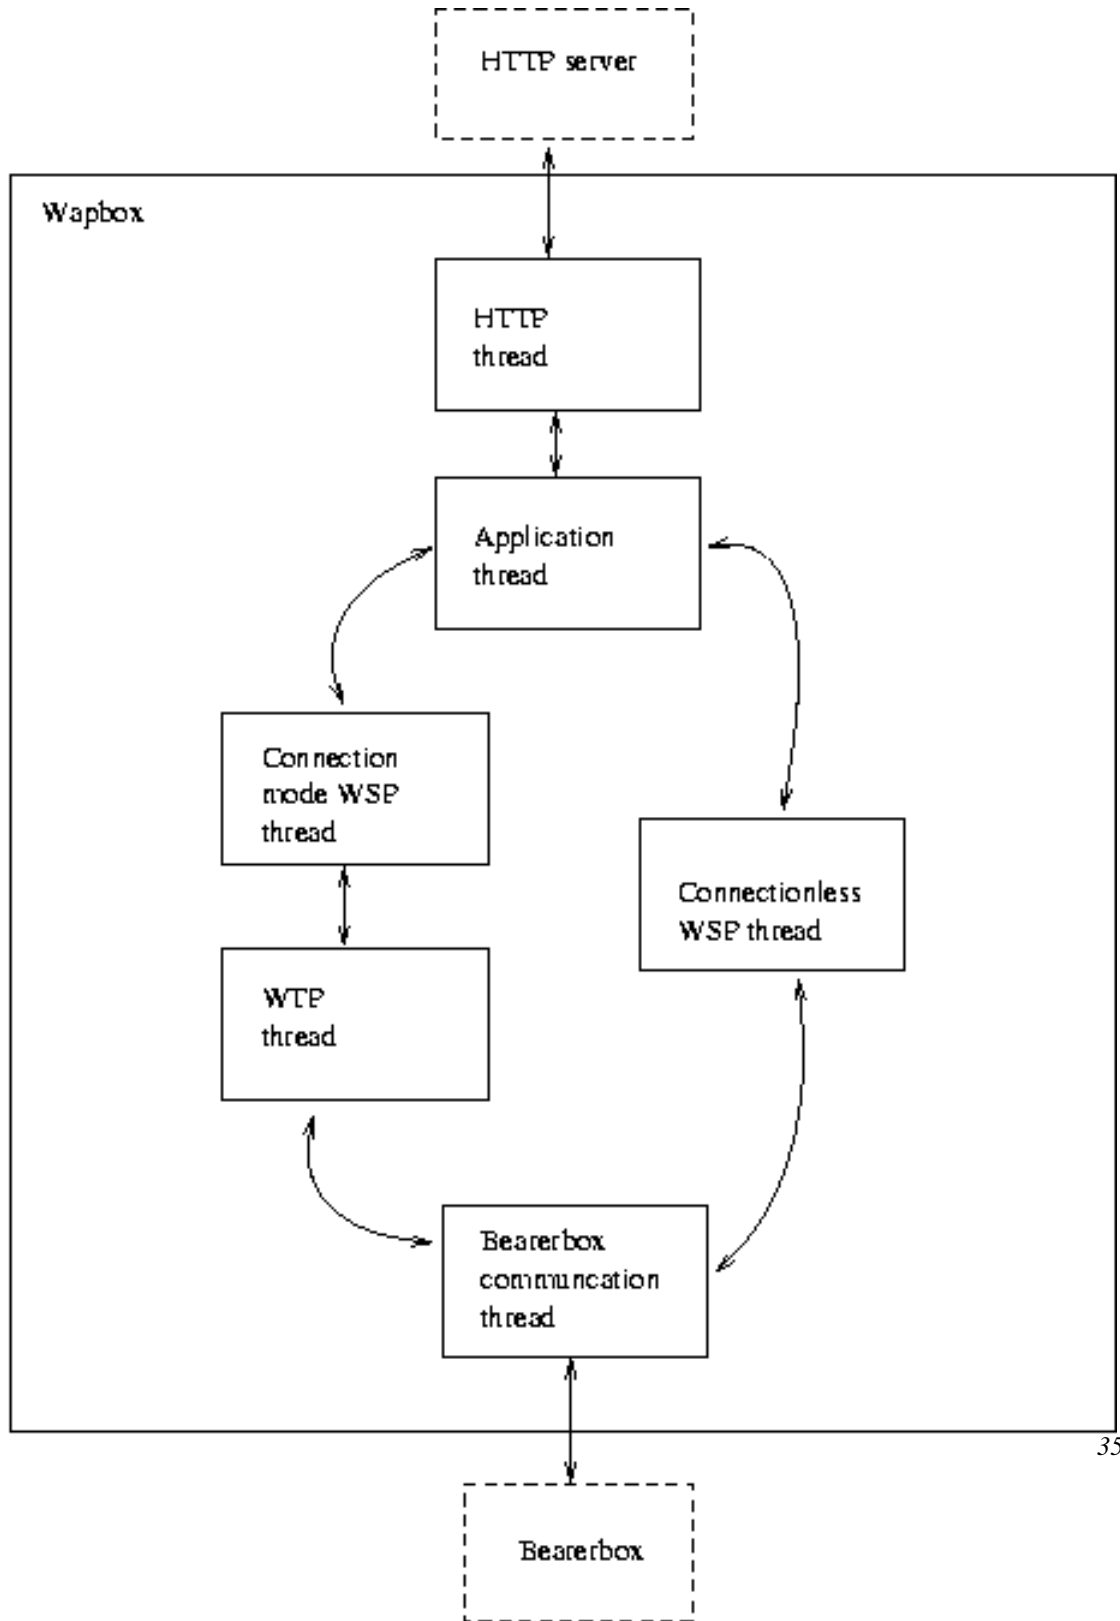 HTTP server
Wapbox
HTTP
thread
Application
thread
Connection
mode WSP
thread
Connectionless
WSP thread
WTP
thread
Bearerbox
communcation
thread
35
Bearerbox